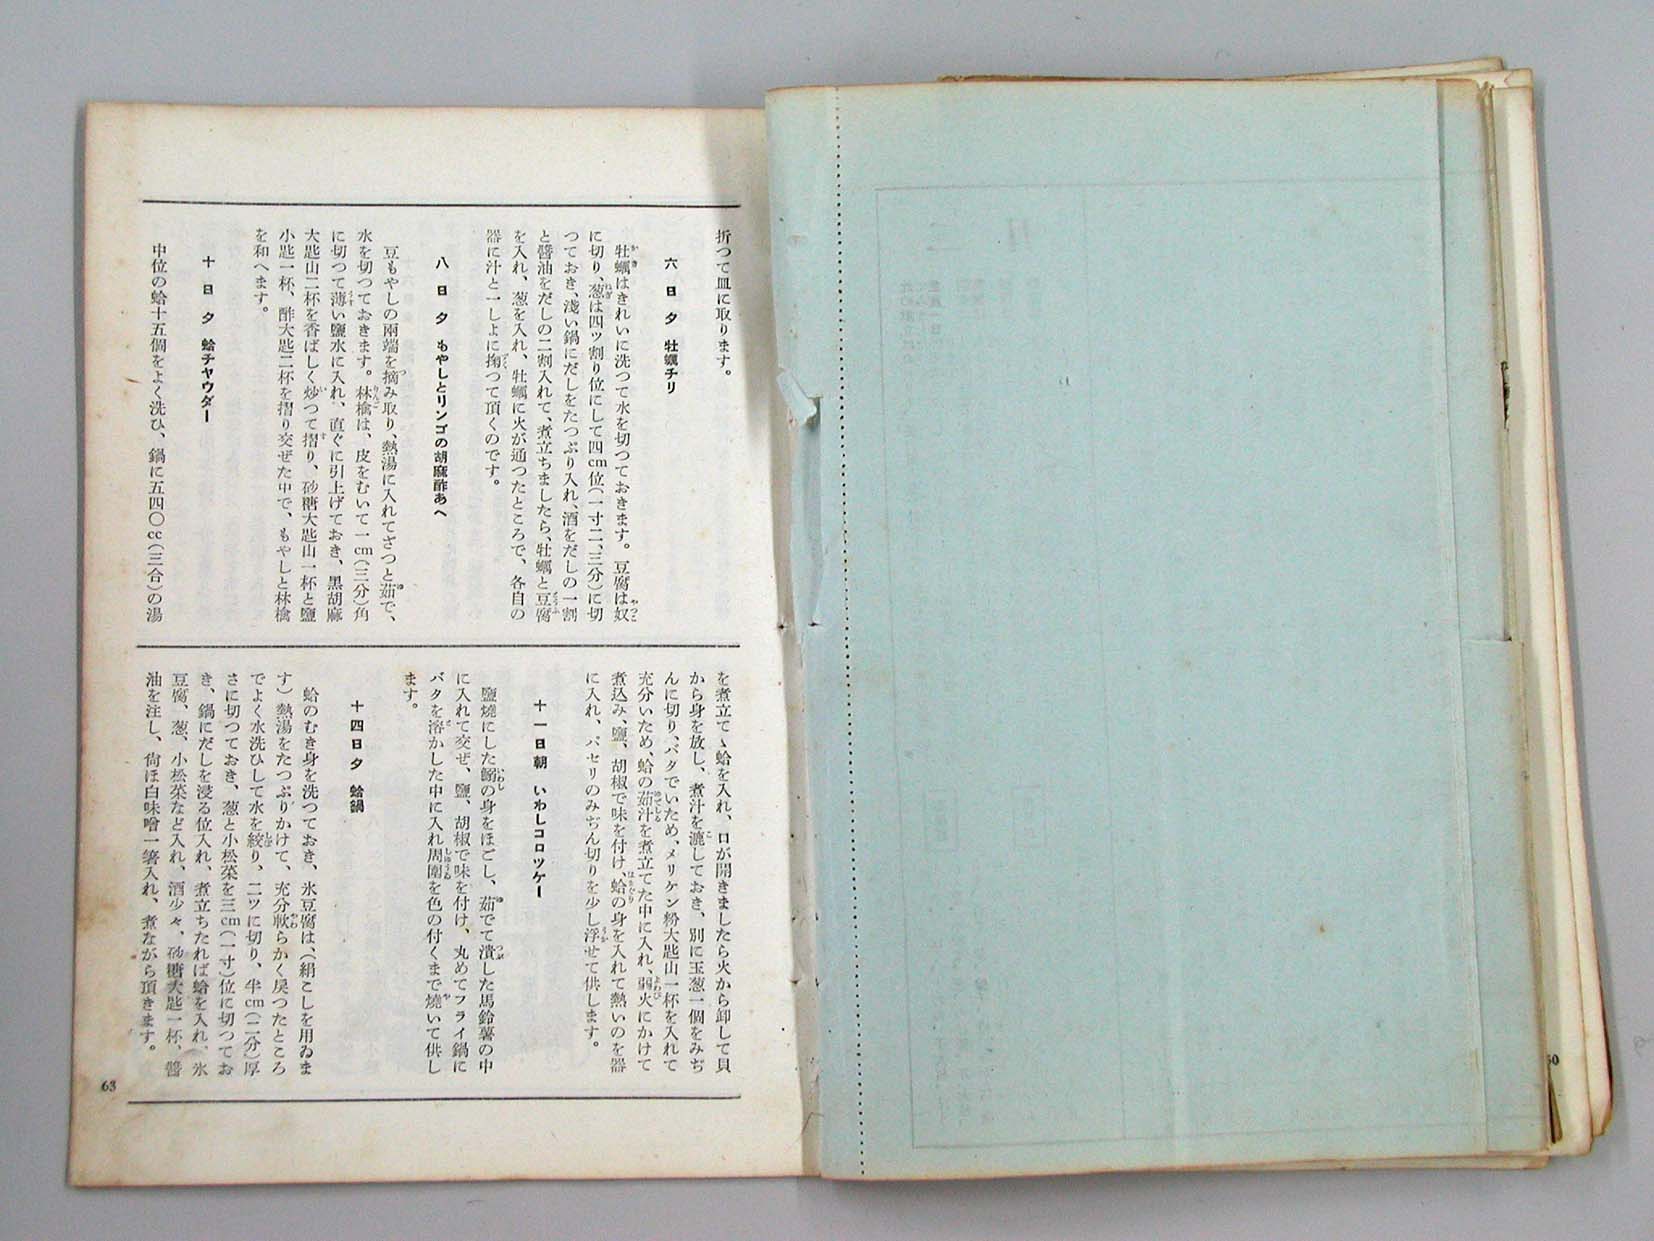 折つて皿に取ります。
六日夕　牡蠣チリ
牡蠣はきれいに洗つて水を切つておきます。豆腐は奴
に切り、葱は四ツ割り位にして四cm位(一寸二、三分)に切
つておき、淺い鍋にだしをたつぷり入れ、酒をだしの一割
と醬油をだしの二割入れて、煮立ちましたら、牡蠣と豆腐
を入れ、葱を入れ、牡蠣に火が通つたところで、各自の
器に汁と一しよに掬つて頂くのです。
八日夕　もやしとリンゴの胡麻酢あへ
豆もやしの兩端を摘み取り、熱湯に入れてさつと茹で、
水を切つておきます。林檎は、皮をむいて一cm(三分)角
に切つて薄い鹽水に入れ、直ぐに引上げておき、黑胡麻
大匙山二杯を香ばしく炒つて摺り、砂糖大匙山一杯と鹽
小匙一杯、酢大匙二杯を摺り交ぜた中で、もやしと林檎
を和へます。
十日夕　蛤チヤウダー
中位の蛤十五個をよく洗ひ、鍋に五四〇cc(三合)の湯
を煮立てゝ蛤を入れ、口が開きましたら火から卸して貝
から身を放し、煮汁を漉しておき、別に玉葱一個をみぢ
んに切り、バタでいため、メリケン粉大匙山一杯を入れて
充分いため、蛤の茹汁を煮立てた中に入れ、弱火にかけて
煮込み、鹽、胡椒で味を付け、蛤の身を入れて熱いのを器
に入れ、パセリのみぢん切りを少し浮せて供します。
十一日朝　いわしコロツケー
鹽燒にした鰯の身をほごし、茹でて潰した馬鈴薯の中
に入れて交ぜ、鹽、胡椒で味を付け、丸めてフライ鍋に
バタを溶かした中に入れ周圍を色の付くまで燒いて供し
ます。
十四日夕　蛤鍋
蛤のむき身を洗つておき、氷豆腐は、(絹こしを用ゐま
す)熱湯をたつぷりかけて、充分軟らかく戾つたところ
でよく水洗ひして水を絞り、二ツに切り、半cm(二分)厚
さに切つておき、葱と小松菜を三cm(一寸)位に切つてお
き、鍋にだしを浸る位入れ、煮立ちたれば蛤を入れ、氷
豆腐、葱、小松菜など入れ、酒少々、砂糖大匙一杯、醬
油を注し、尙ほ白味噌一箸入れ、煮ながら頂きます。
63